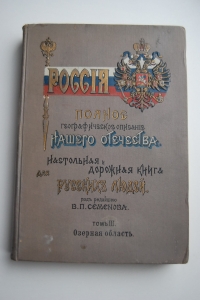 РОССІЯ
ПОЛНОЕ
ГЕОГРАФИЧЕСКОЕ ОПИСАНІЕ
НАШЕГО ОТЕЧЕСТВА.
НАСТОЛЬНАЯ и
ДОРОЖНАЯ КНИГА
для
РУССКИХЪ ЛЮДЕЙ.
подъ редакціею
В.П. СЕМЕНОВА.
томъ III.
Озерная область.